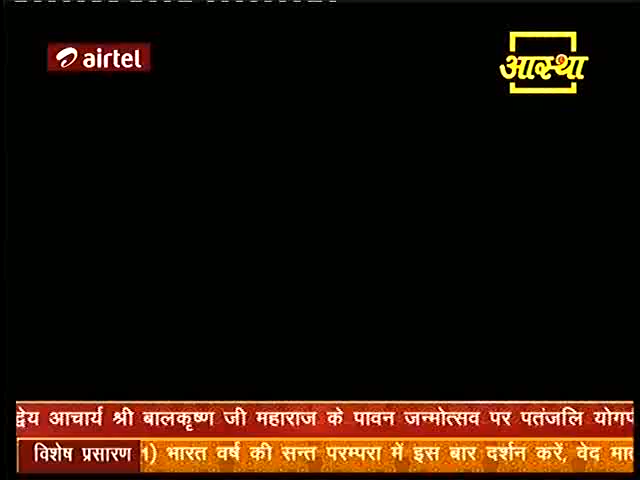 airtel
आस्था
द्धेय आचार्य श्री बालकृष्ण जी महाराज के पावन जन्मोत्सव पर पतंजलि योगपी
विशेष प्रसारण
1) भारत वर्ष की सन्त परम्परा में इस बार दर्शन करें, वेद मा